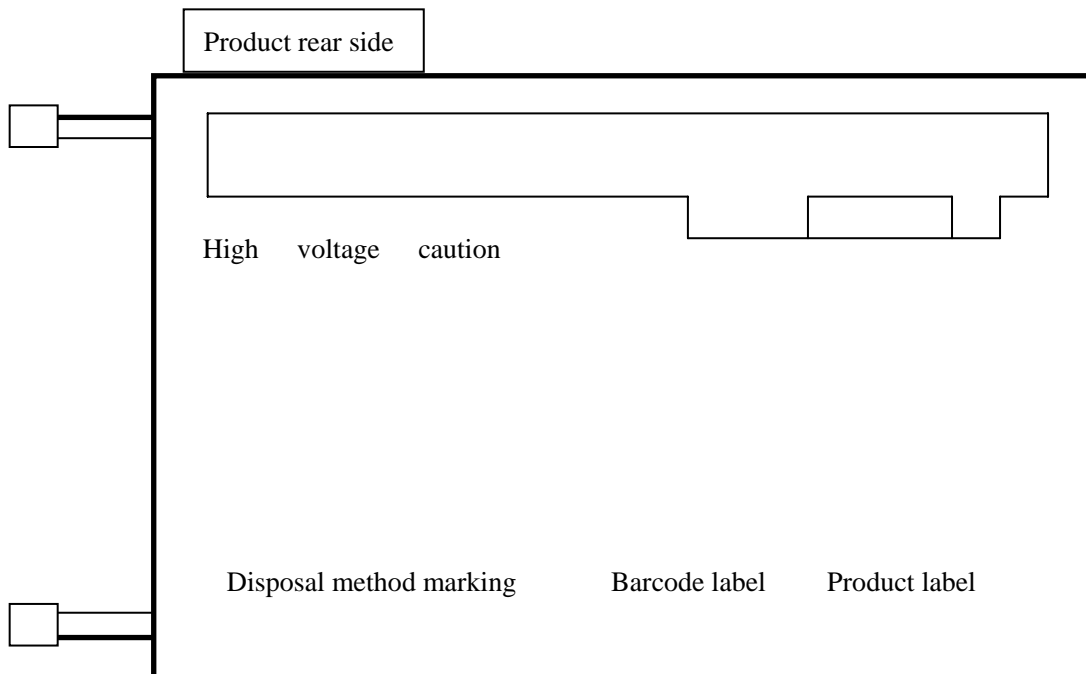 Product rear side
High voltage caution
Disposal method marking Barcode label Product label